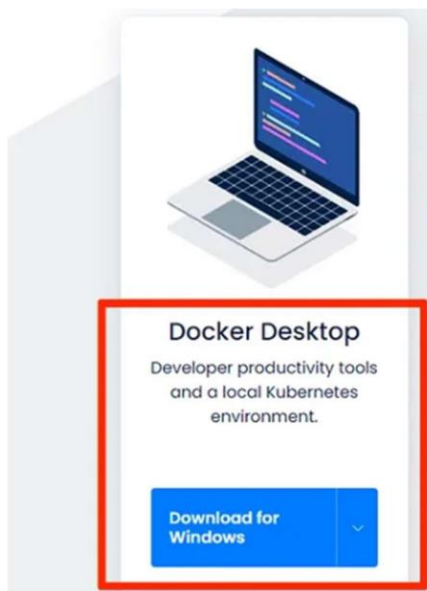 Docker Desktop
Developer productivity tools
and a local Kubernetes
environment.
Download for
Windows